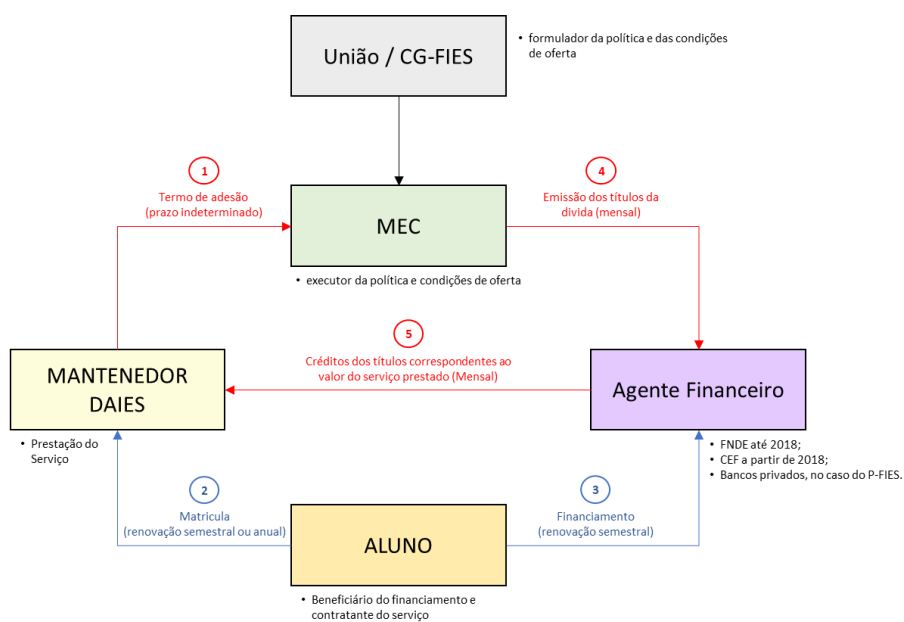 União / CG-FIES
• formulador da política e das condições
de oferta
1
Termo de adesão
(prazo indeterminado)
MEC
4
Emissão dos títulos da
divida (mensal)
• executor da política e condições de oferta
5
Créditos dos títulos correspondentes ao
valor do serviço prestado (Mensal)
MANTENEDOR
DAIES
Agente Financeiro
• Prestação do
Serviço
• FNDE até 2018;
• CEF a partir de 2018;
• Bancos privados, no caso do P-FIES.
2
Matricula
(renovação semestral ou anual)
ALUNO
3
Financiamento
(renovação semestral)
• Beneficiário do financiamento e
contratante do serviço